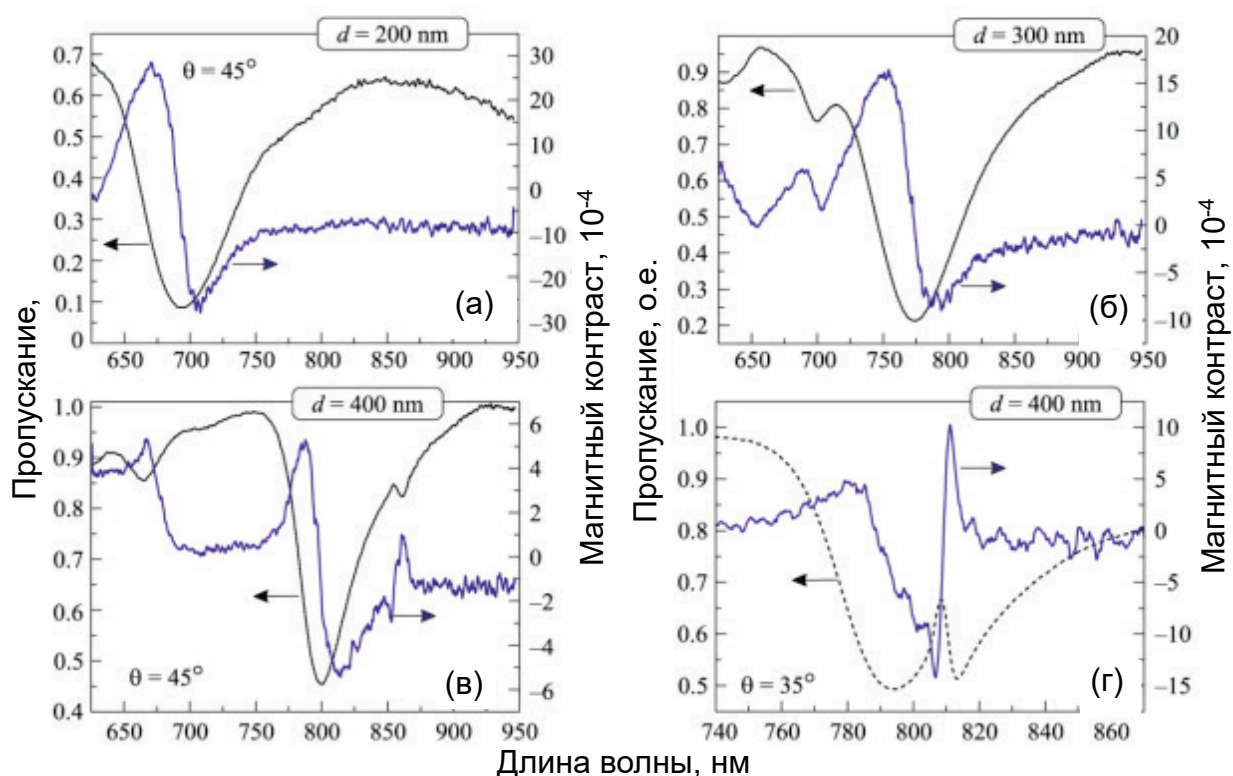 d = 200 nm
θ = 45°
0.7
0.6
0.5
0.4
0.3
0.2
0.1
0
30
20
10
0
–10
–20
–30
(а)
650 700 750 800 850 900 950
Пропускание,
Магнитный контраст, 10⁻⁴
d = 300 nm
0.9
0.8
0.7
0.6
0.5
0.4
0.3
0.2
20
15
10
5
0
–5
–10
(б)
650 700 750 800 850 900 950
Пропускание, о.е.
Магнитный контраст, 10⁻⁴
d = 400 nm
1.0
0.9
0.8
0.7
0.6
0.5
0.4
6
4
2
0
–2
–4
–6
θ = 45°
(в)
650 700 750 800 850 900 950
d = 400 nm
1.0
0.9
0.8
0.7
0.6
0.5
10
5
0
–5
–10
–15
θ = 35°
(г)
740 760 780 800 820 840 860
Длина волны, нм